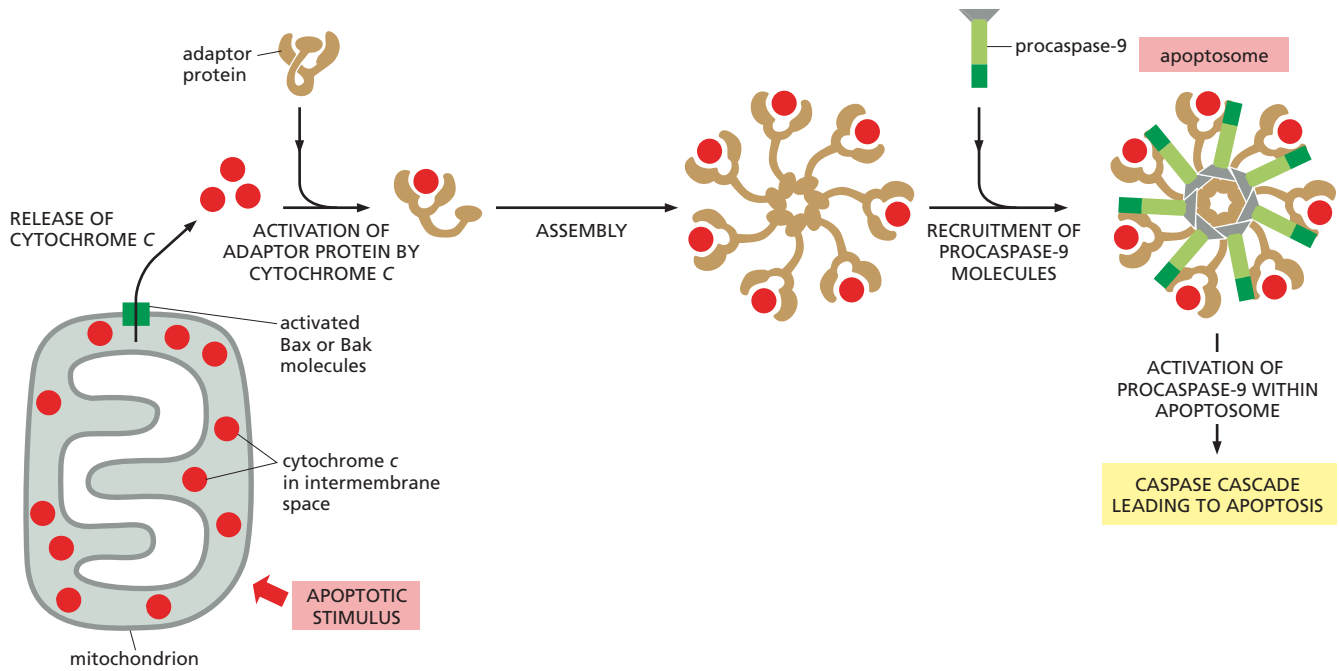 adaptor
protein
procaspase-9
apoptosome
RELEASE OF
CYTOCHROME C
ACTIVATION OF
ADAPTOR PROTEIN BY
CYTOCHROME C
ASSEMBLY
RECRUITMENT OF
PROCASPASE-9
MOLECULES
activated
Bax or Bak
molecules
cytochrome c
in intermembrane
space
APOPTOTIC
STIMULUS
mitochondrion
ACTIVATION OF
PROCASPASE-9 WITHIN
APOPTOSOME
CASPASE CASCADE
LEADING TO APOPTOSIS